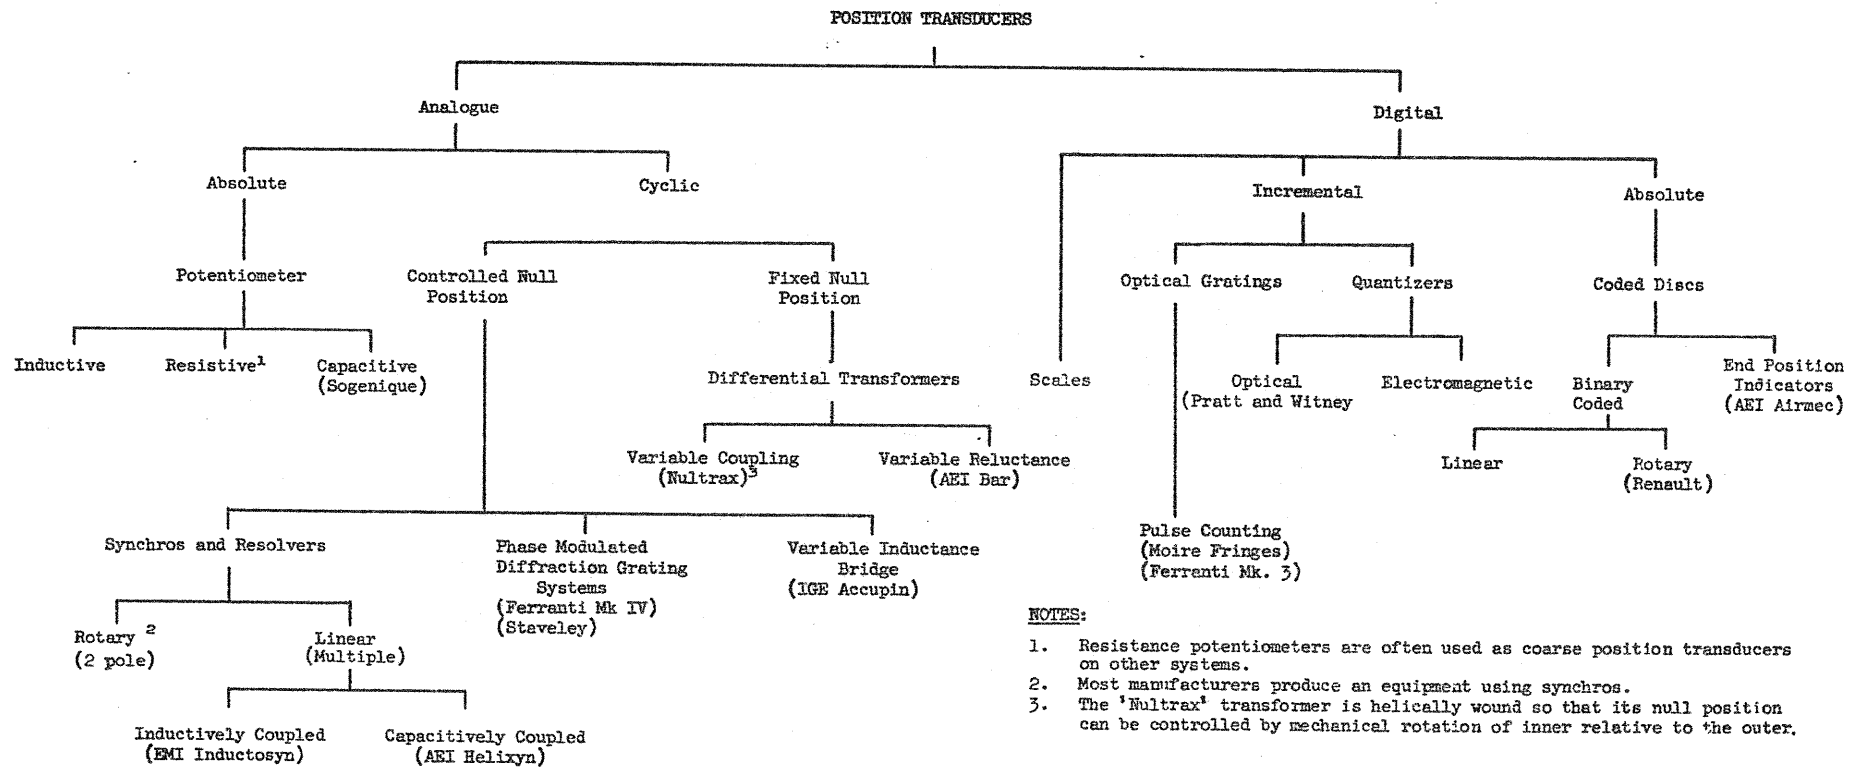 POSITION TRANSDUCERS
Analogue
Digital
Absolute
Cyclic
Incremental
Absolute
Potentiometer
Controlled Null
Position
Fixed Null
Position
Optical Gratings
Quantizers
Coded Discs
Inductive
Resistive¹
Capacitive
(Sogenique)
Differential Transformers
Scales
Optical
(Pratt and Witney
Electromagnetic
Binary
Coded
End Position
Indicators
(AEI Airmec)
Variable Coupling
(Nultrax)³
Variable Reluctance
(AEI Bar)
Linear
Rotary
(Renault)
Synchros and Resolvers
Phase Modulated
Diffraction Grating
Systems
(Ferranti Mk IV)
(Staveley)
Variable Inductance
Bridge
(IGE Accupin)
Pulse Counting
(Moire Fringes)
(Ferranti Mk. 3)
Rotary ²
(2 pole)
Linear
(Multiple)
Inductively Coupled
(EMI Inductosyn)
Capacitively Coupled
(AEI Helixyn)
NOTES:
1. Resistance potentiometers are often used as coarse position transducers
on other systems.
2. Most manufacturers produce an equipment using synchros.
3. The 'Nultrax' transformer is helically wound so that its null position
can be controlled by mechanical rotation of inner relative to the outer.